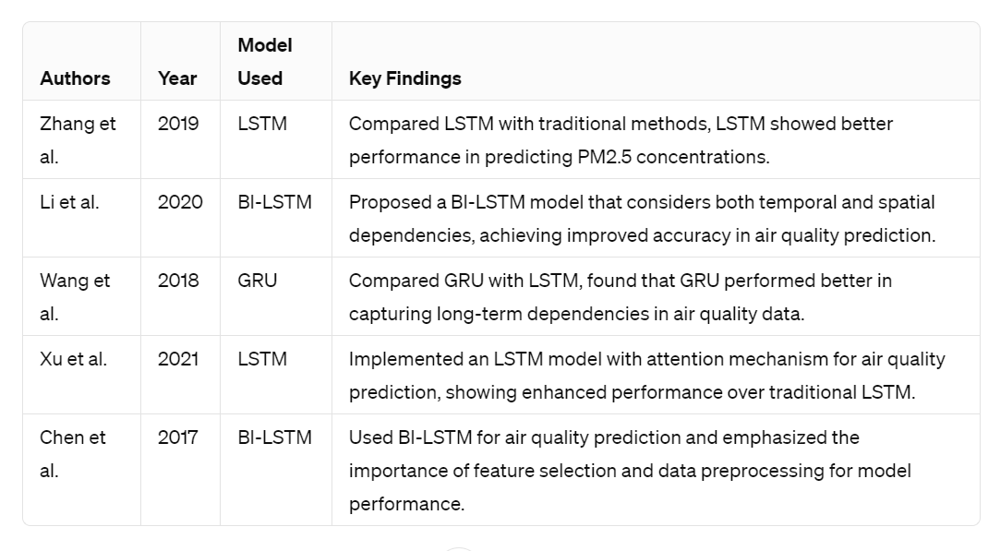 Authors Year Model Used Key Findings
Zhang et al. 2019 LSTM Compared LSTM with traditional methods, LSTM showed better
performance in predicting PM2.5 concentrations.
Li et al. 2020 BI-LSTM Proposed a BI-LSTM model that considers both temporal and spatial
dependencies, achieving improved accuracy in air quality prediction.
Wang et al. 2018 GRU Compared GRU with LSTM, found that GRU performed better in
capturing long-term dependencies in air quality data.
Xu et al. 2021 LSTM Implemented an LSTM model with attention mechanism for air quality
prediction, showing enhanced performance over traditional LSTM.
Chen et al. 2017 BI-LSTM Used BI-LSTM for air quality prediction and emphasized the
importance of feature selection and data preprocessing for model
performance.